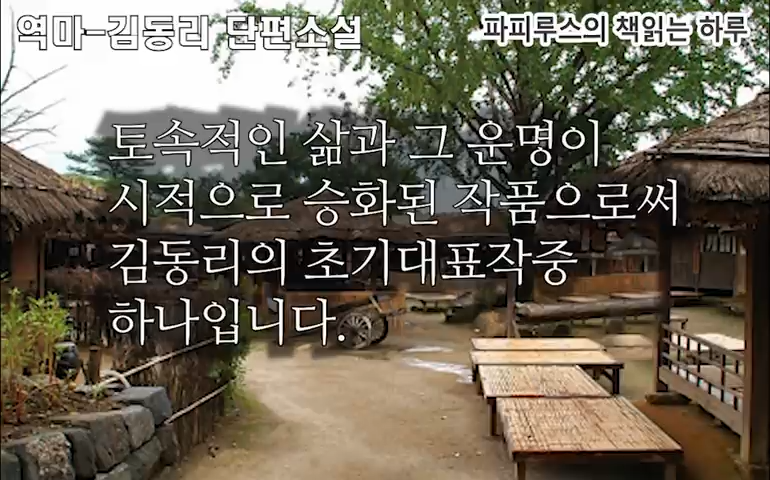 역마-김동리 단편소설
파피루스의 책읽는 하루
토속적인 삶과 그 운명이
시적으로 승화된 작품으로써
김동리의 초기대표작중
하나입니다.